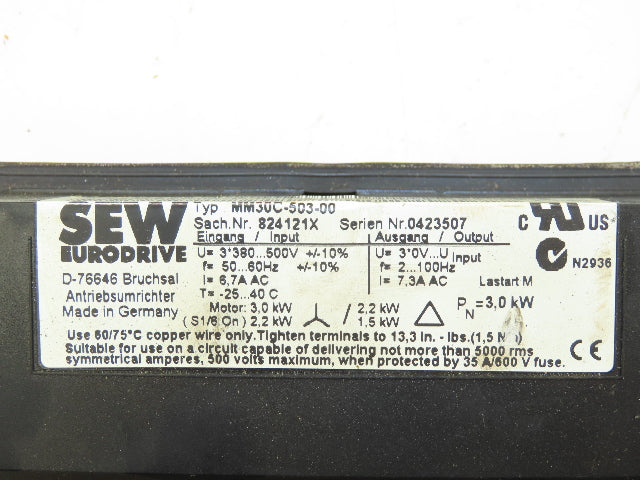 SEW
EURODRIVE
D-76646 Bruchsal
Antriebsumrichter
Made in Germany
Typ MM30C-503-00
Sach.Nr. 824121X Serien Nr.0423507
Eingang / Input
U= 3*380...500V +/-10%
f= 50...60Hz +/-10%
I= 6,7A AC
T= -25...40 C
Motor: 3,0 kW / 2,2 kW
(S1/6 On) 2,2 kW 1,5 kW
Ausgang / Output
U= 3*0V...U Input
f= 2...100Hz
I= 7,3A AC Lastart M
PN=3,0 kW
C UR US
N2936
Use 60/75°C copper wire only.Tighten terminals to 13,3 in. - lbs.(1,5 Nm)
Suitable for use on a circuit capable of delivering not more than 5000 rms
symmetrical amperes, 500 volts maximum, when protected by 35 A/600 V fuse.
CE